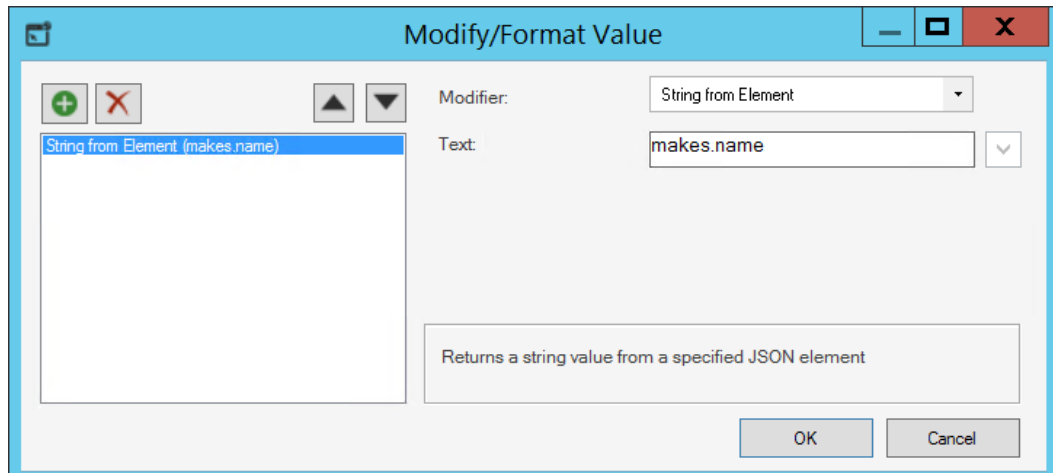 Modify/Format Value
Modifier:
String from Element
String from Element (makes.name)
Text:
makes.name
Returns a string value from a specified JSON element
OK
Cancel